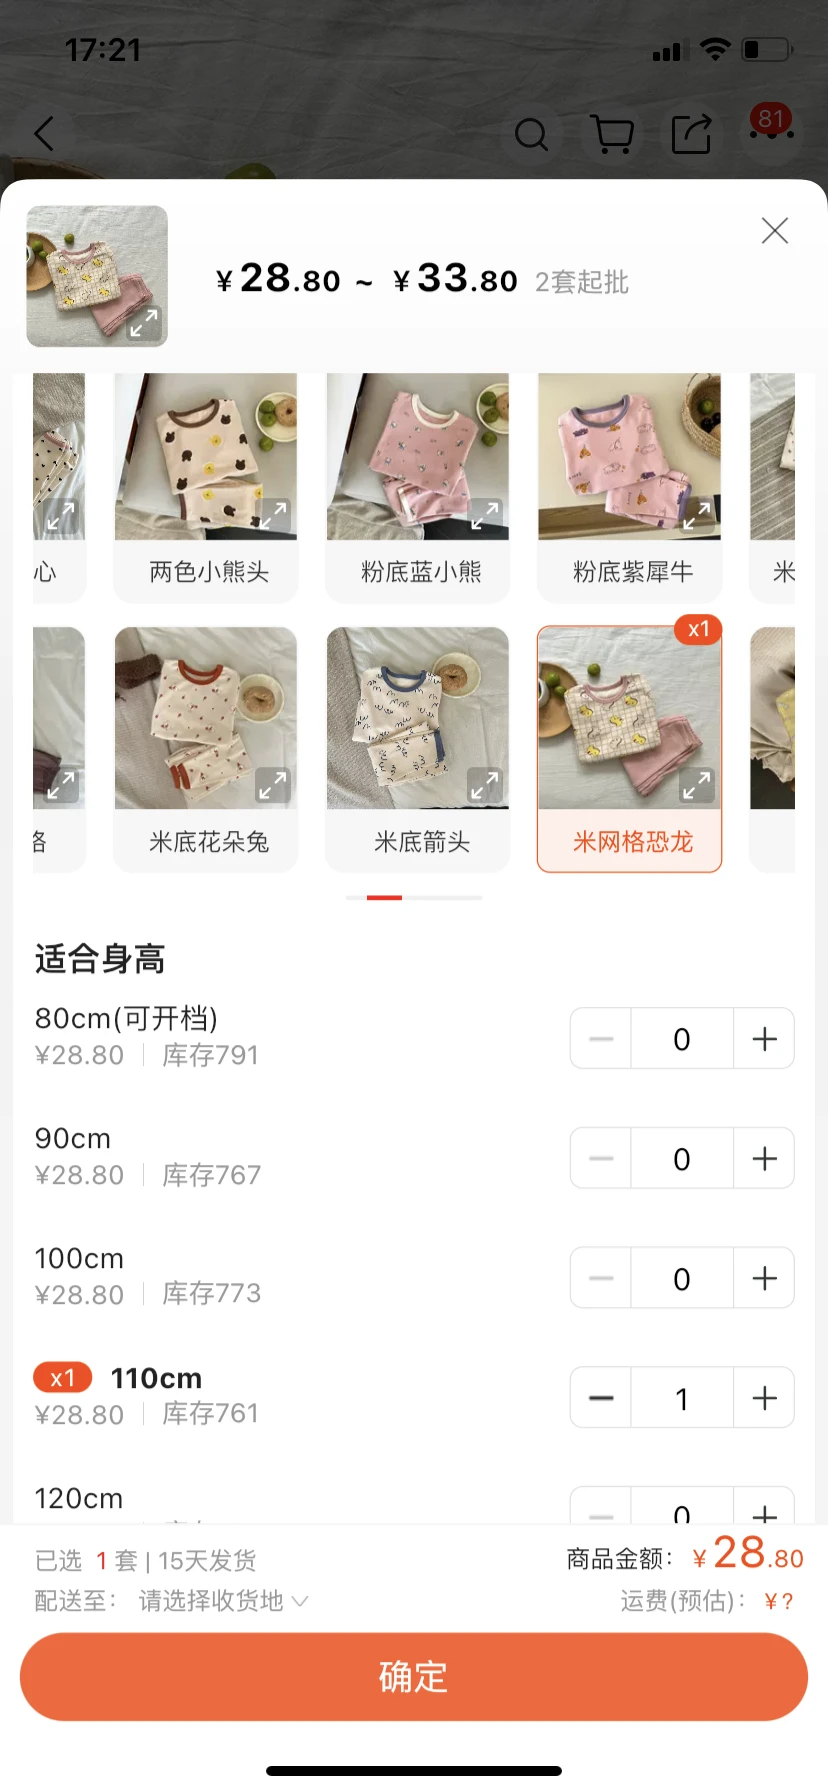 17:21
81
¥28.80 ~ ¥33.80 2套起批
心
两色小熊头
粉底蓝小熊
粉底紫犀牛
米
x1
格
米底花朵兔
米底箭头
米网格恐龙
适合身高
80cm(可开档)
0
¥28.80 | 库存791
90cm
0
¥28.80 | 库存767
100cm
0
¥28.80 | 库存773
x1 110cm
1
¥28.80 | 库存761
120cm
0
已选 1 套 | 15天发货
商品金额: ¥28.80
配送至: 请选择收货地
运费(预估): ¥?
确定